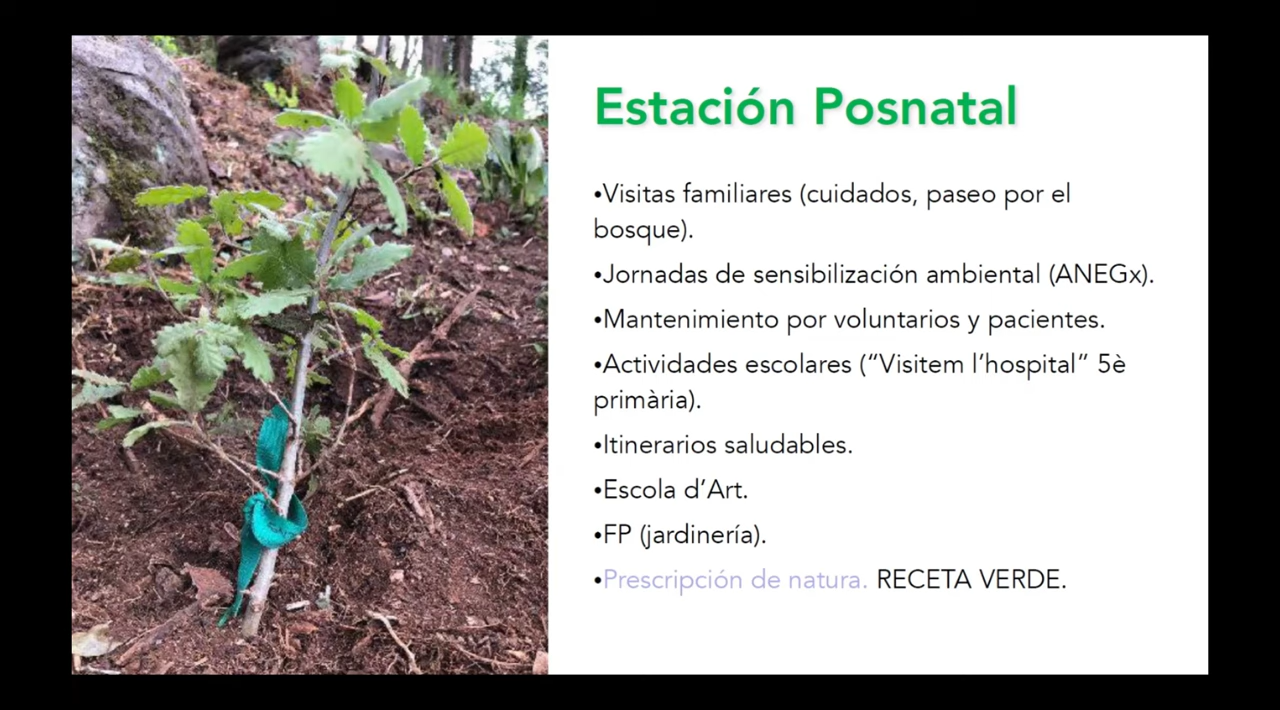 Estación Posnatal
•Visitas familiares (cuidados, paseo por el
bosque).
•Jornadas de sensibilización ambiental (ANEGx).
•Mantenimiento por voluntarios y pacientes.
•Actividades escolares (“Visitem l’hospital” 5è
primària).
•Itinerarios saludables.
•Escola d’Art.
•FP (jardinería).
•Prescripción de natura. RECETA VERDE.